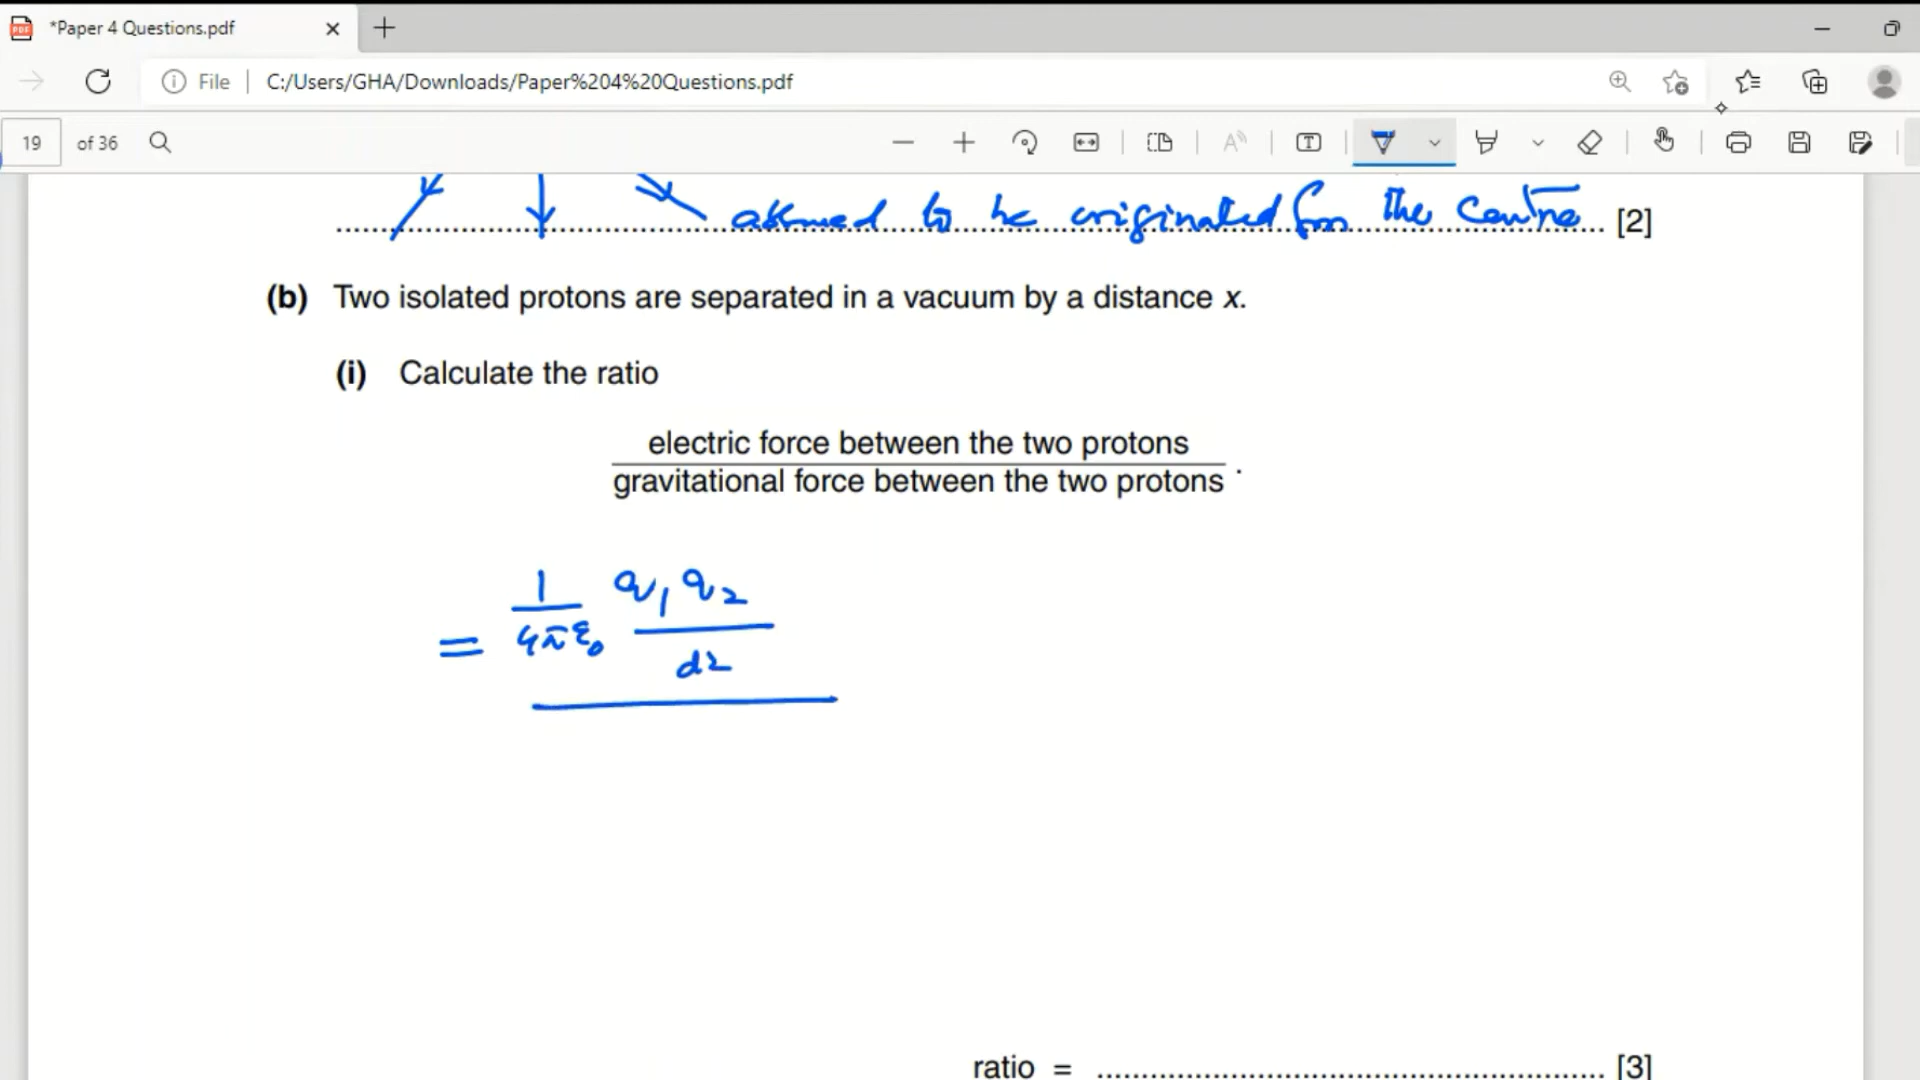 *Paper 4 Questions.pdf
File C:/Users/GHA/Downloads/Paper%204%20Questions.pdf
19 of 36
assumed to be originated from the centre [2]
(b) Two isolated protons are separated in a vacuum by a distance x.
(i) Calculate the ratio
electric force between the two protons
gravitational force between the two protons .
= 1/4πε₀ q₁q₂/d²
ratio = ........................................................ [3]